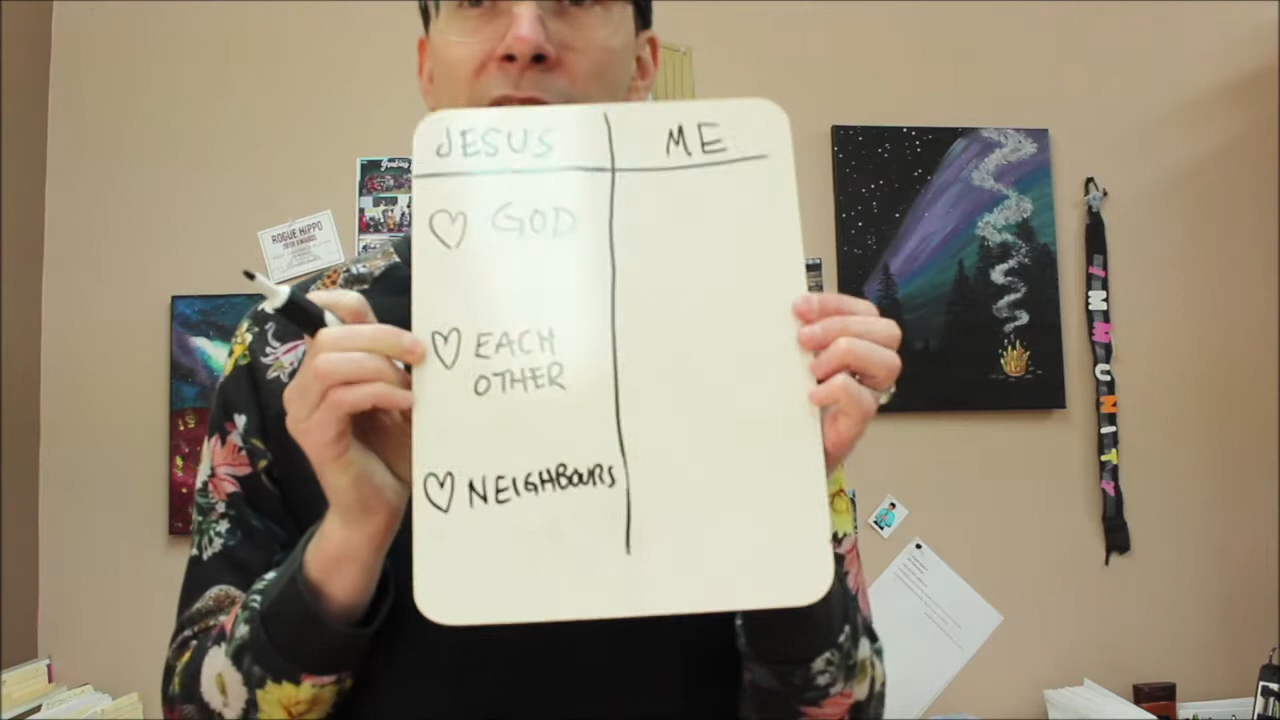 JESUS
ME
♡ GOD
♡ EACH
OTHER
♡ NEIGHBOURS
ROGUE HIPPO
IMMUNITY